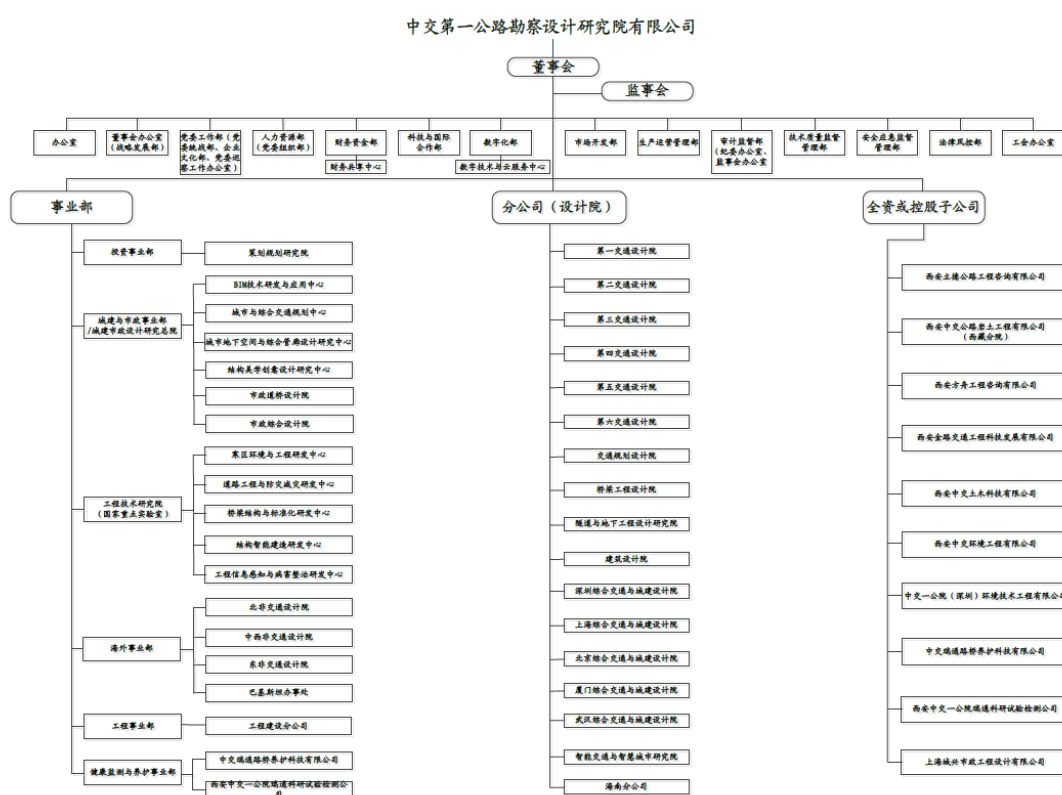 中交第一公路勘察设计研究院有限公司
董事会
监事会
办公室
董事会办公室
(战略发展部)
党委工作部(党
委统战部、企业
文化部、党委巡
察工作办公室)
人力资源部
(党委组织部)
财务资金部
财务共享中心
科技与国际
合作部
数字化部
数字技术与云服务中心
市场开发部
生产运营管理部
审计监督部
(纪委办公室、
监事会办公室
技术质量监督
管理部
安全应急监督
管理部
法律风控部
工会办公室
事业部
投资事业部
策划规划研究院
城建与市政事业部
/城建市政设计研究总院
BIM技术研发与应用中心
城市与综合交通规划中心
城市地下空间与综合管廊设计研究中心
结构美学创意设计研究中心
市政道桥设计院
市政综合设计院
工程技术研究院
(国家重点实验室)
寒区环境与工程研发中心
道路工程与防灾减灾研发中心
桥梁结构与标准化研发中心
结构智能建造研发中心
工程信息感知与病害整治研发中心
海外事业部
北非交通设计院
中西非交通设计院
东非交通设计院
巴基斯坦办事处
工程事业部
工程建设分公司
健康监测与养护事业部
中交瑞通路桥养护科技有限公司
西安中交一公院瑞通科研试验检测公
司
分公司(设计院)
第一交通设计院
第二交通设计院
第三交通设计院
第四交通设计院
第五交通设计院
第六交通设计院
交通规划设计院
桥梁工程设计院
隧道与地下工程设计研究院
建筑设计院
深圳综合交通与城建设计院
上海综合交通与城建设计院
北京综合交通与城建设计院
厦门综合交通与城建设计院
武汉综合交通与城建设计院
智能交通与智慧城市研究院
海南分公司
全资或控股子公司
西安立德公路工程咨询有限公司
西安中交公路岩土工程有限公司
(西藏分院)
西安方舟工程咨询有限公司
西安金路交通工程科技发展有限公司
西安中交土木科技有限公司
西安中交环境工程有限公司
中交一公院(深圳)环境技术工程有限公司
中交瑞通路桥养护科技有限公司
西安中交一公院瑞通科研试验检测公司
上海城兴市政工程设计有限公司